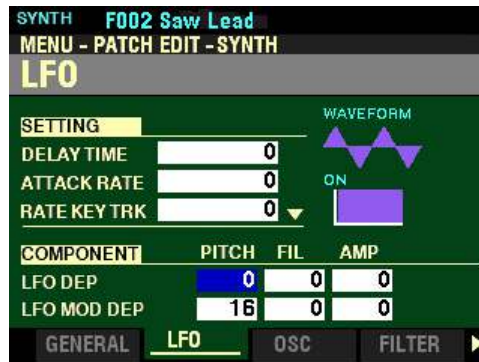 SYNTH F002 Saw Lead
MENU - PATCH EDIT - SYNTH
LFO
SETTING
DELAY TIME 0
ATTACK RATE 0
RATE KEY TRK 0
WAVEFORM
ON
COMPONENT PITCH FIL AMP
LFO DEP 0 0 0
LFO MOD DEP 16 0 0
GENERAL LFO OSC FILTER